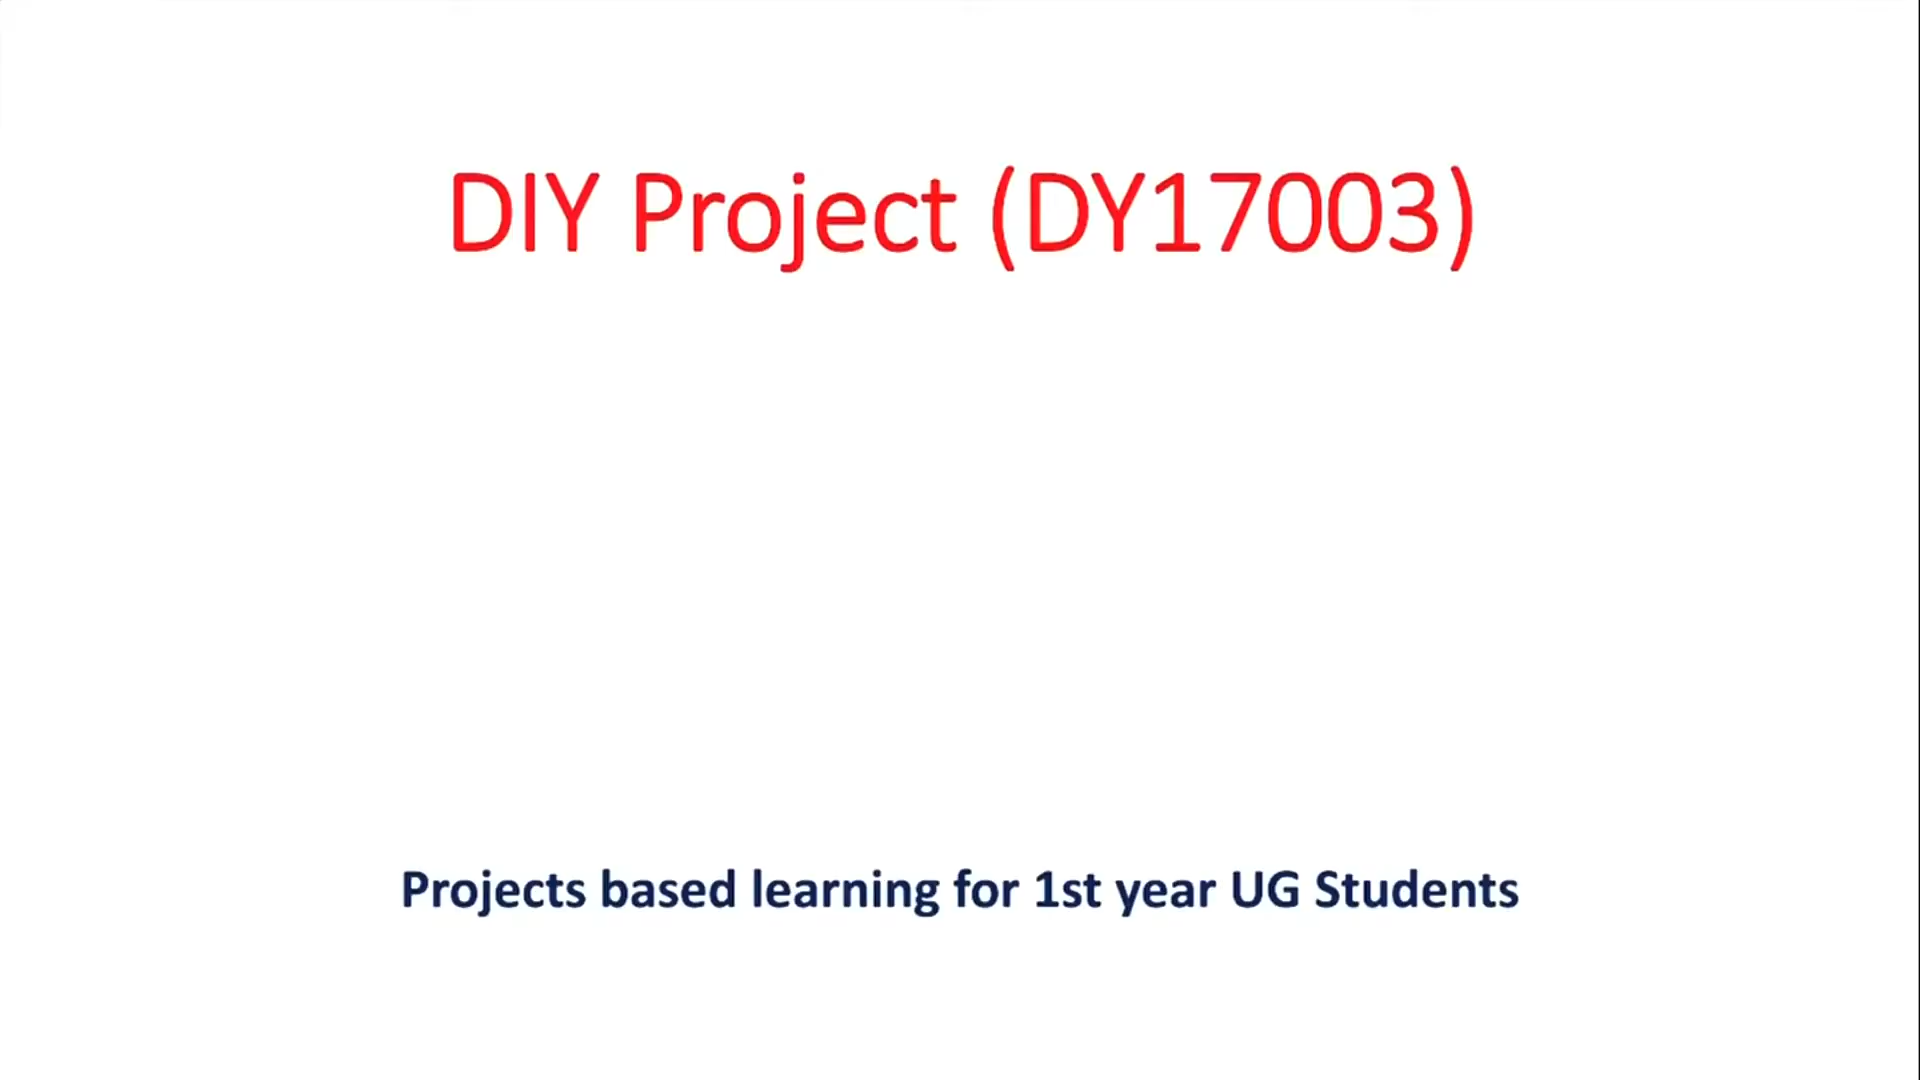 DIY Project (DY17003)
Projects based learning for 1st year UG Students